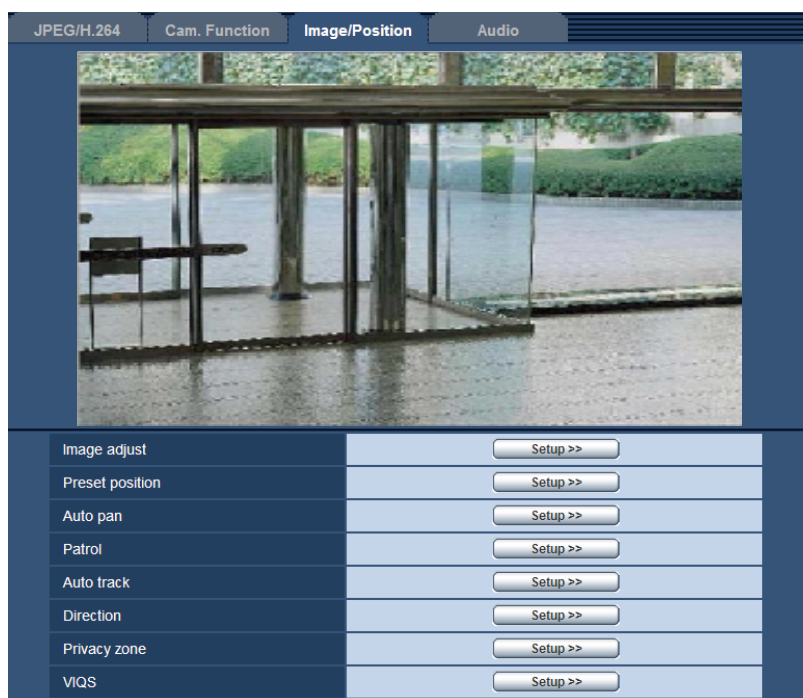 JPEG/H.264 Cam. Function Image/Position Audio
Image adjust Setup >>
Preset position Setup >>
Auto pan Setup >>
Patrol Setup >>
Auto track Setup >>
Direction Setup >>
Privacy zone Setup >>
VIQS Setup >>